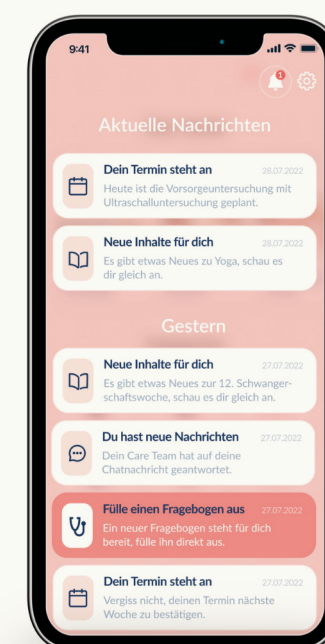 9:41
1
Aktuelle Nachrichten
Dein Termin steht an 28.07.2022
Heute ist die Vorsorgeuntersuchung mit
Ultraschalluntersuchung geplant.
Neue Inhalte für dich 28.07.2022
Es gibt etwas Neues zu Yoga, schau es
dir gleich an.
Gestern
Neue Inhalte für dich 27.07.2022
Es gibt etwas Neues zur 12. Schwanger-
schaftswoche, schau es dir gleich an.
Du hast neue Nachrichten 27.07.2022
Dein Care Team hat auf deine
Chatnachricht geantwortet.
Fülle einen Fragebogen aus 27.07.2022
Ein neuer Fragebogen steht für dich
bereit, fülle ihn direkt aus.
Dein Termin steht an 27.07.2022
Vergiss nicht, deinen Termin nächste
Woche zu bestätigen.